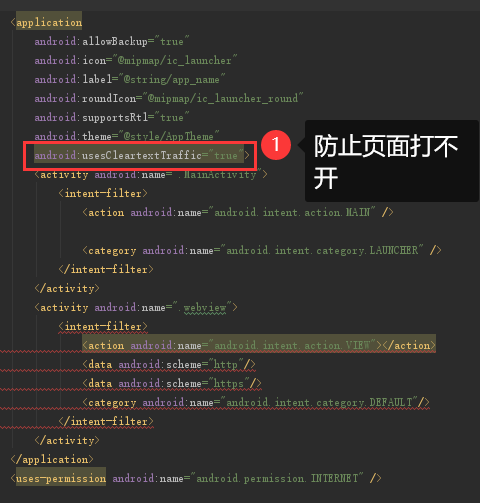 <application
android:allowBackup="true"
android:icon="@mipmap/ic_launcher"
android:label="@string/app_name"
android:roundIcon="@mipmap/ic_launcher_round"
android:supportsRtl="true"
android:theme="@style/AppTheme"
android:usesCleartextTraffic="true">
1
防止页面打不
开
<activity android:name=".MainActivity">
<intent-filter>
<action android:name="android.intent.action.MAIN" />
<category android:name="android.intent.category.LAUNCHER" />
</intent-filter>
</activity>
<activity android:name=".webview">
<intent-filter>
<action android:name="android.intent.action.VIEW"></action>
<data android:scheme="http"/>
<data android:scheme="https"/>
<category android:name="android.intent.category.DEFAULT"/>
</intent-filter>
</activity>
</application>
<uses-permission android:name="android.permission.INTERNET" />